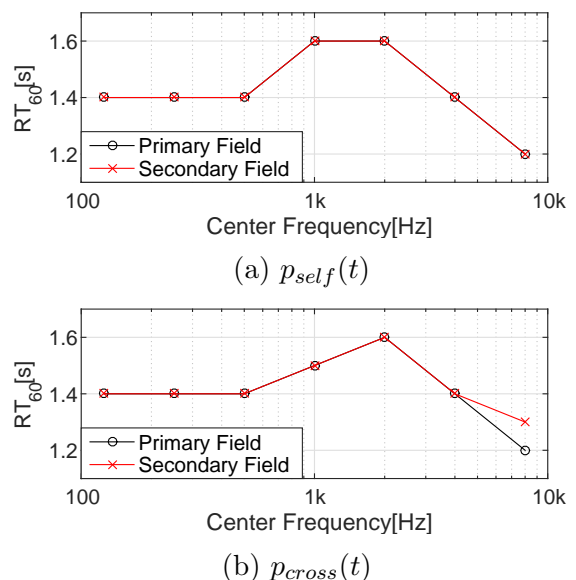 1.6
1.4
1.2
RT60[s]
Primary Field
Secondary Field
100 1k 10k
Center Frequency[Hz]
(a) pself(t)
1.6
1.4
1.2
RT60[s]
Primary Field
Secondary Field
100 1k 10k
Center Frequency[Hz]
(b) pcross(t)